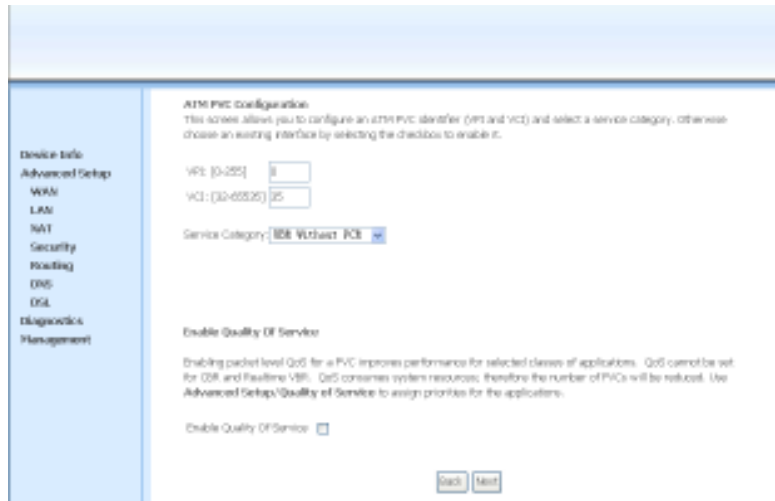 Device Info
Advanced Setup
WAN
LAN
NAT
Security
Routing
DNS
DSL
Diagnostics
Management
ATM PVC Configuration
This screen allows you to configure an ATM PVC identifier (VPI and VCI) and select a service category. Otherwise
choose an existing interface by selecting the checkbox to enable it.
VPI: [0-255]
VCI: [32-65535] 35
Service Category: UBR Without PCR
Enable Quality Of Service
Enabling packet level QoS for a PVC improves performance for selected classes of applications. QoS cannot be set
for CBR and Realtime VBR. QoS consumes system resources; therefore the number of PVCs will be reduced. Use
Advanced Setup/Quality of Service to assign priorities for the applications.
Enable Quality Of Service
Back Next